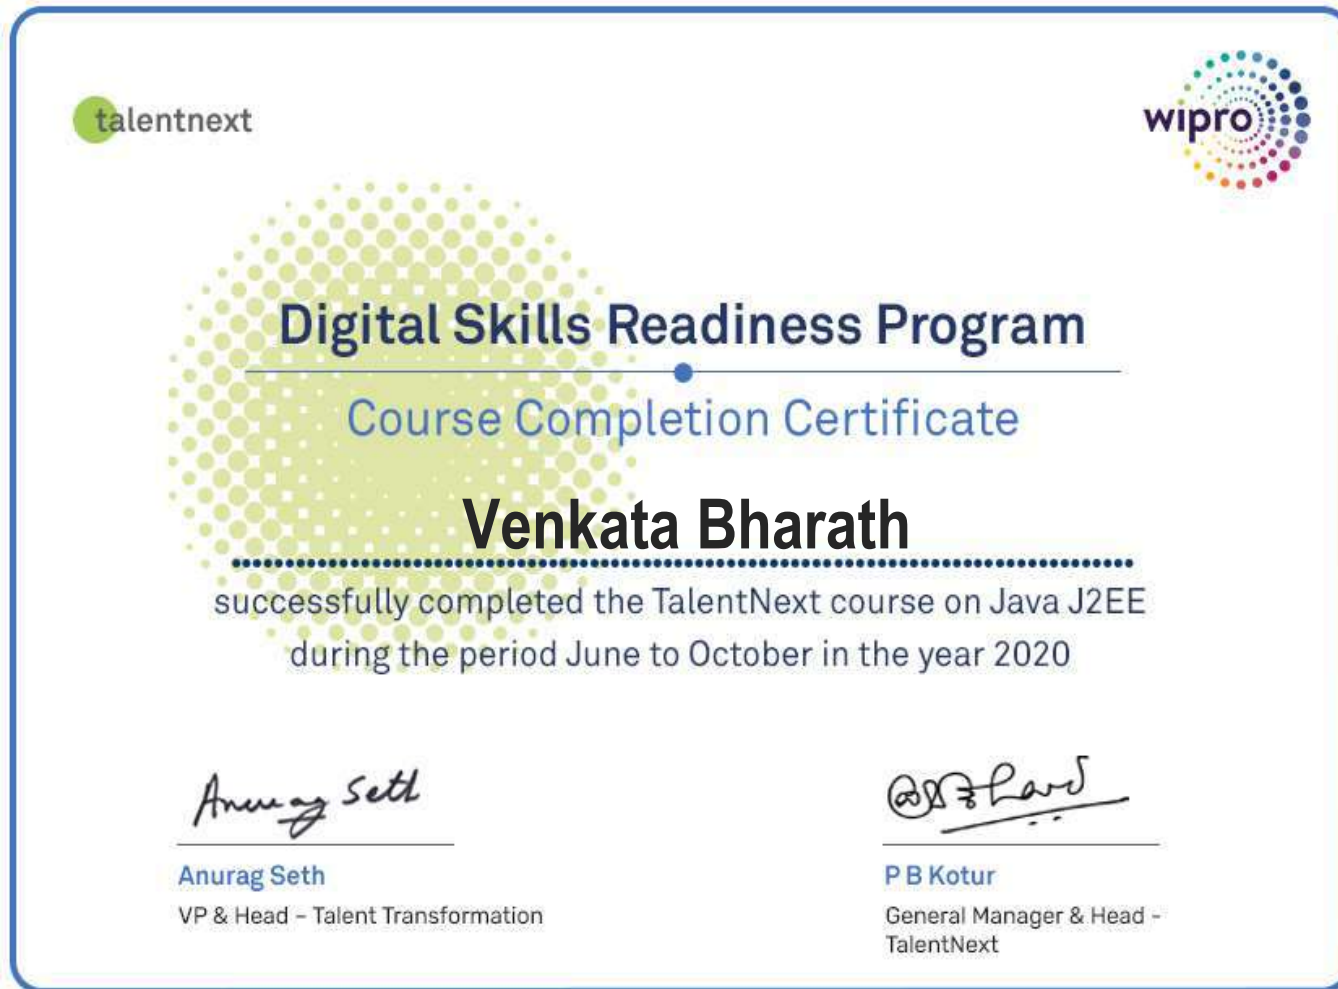 talentnext
wipro
Digital Skills Readiness Program
Course Completion Certificate
Venkata Bharath
successfully completed the TalentNext course on Java J2EE
during the period June to October in the year 2020
Anurag Seth
Anurag Seth
P B Kotur
VP & Head – Talent Transformation
General Manager & Head -
TalentNext